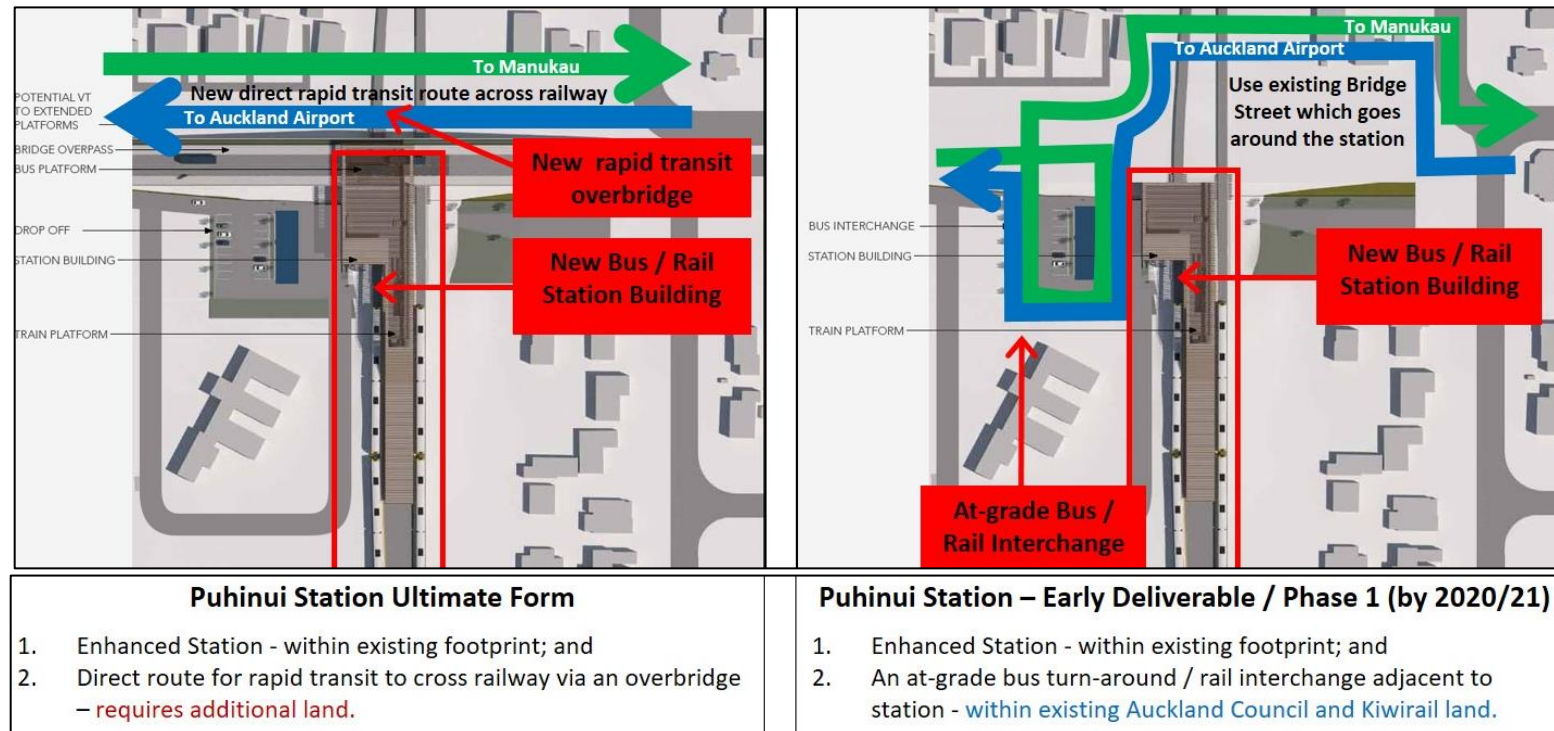 To Manukau
New direct rapid transit route across railway
To Auckland Airport
POTENTIAL VT
TO EXTENDED
PLATFORMS
BRIDGE OVERPASS
BUS PLATFORM
DROP OFF
STATION BUILDING
TRAIN PLATFORM
New rapid transit
overbridge
New Bus / Rail
Station Building
To Manukau
To Auckland Airport
Use existing Bridge
Street which goes
around the station
BUS INTERCHANGE
STATION BUILDING
TRAIN PLATFORM
New Bus / Rail
Station Building
At-grade Bus /
Rail Interchange
Puhinui Station Ultimate Form
1. Enhanced Station - within existing footprint; and
2. Direct route for rapid transit to cross railway via an overbridge
– requires additional land.
Puhinui Station – Early Deliverable / Phase 1 (by 2020/21)
1. Enhanced Station - within existing footprint; and
2. An at-grade bus turn-around / rail interchange adjacent to
station - within existing Auckland Council and Kiwirail land.